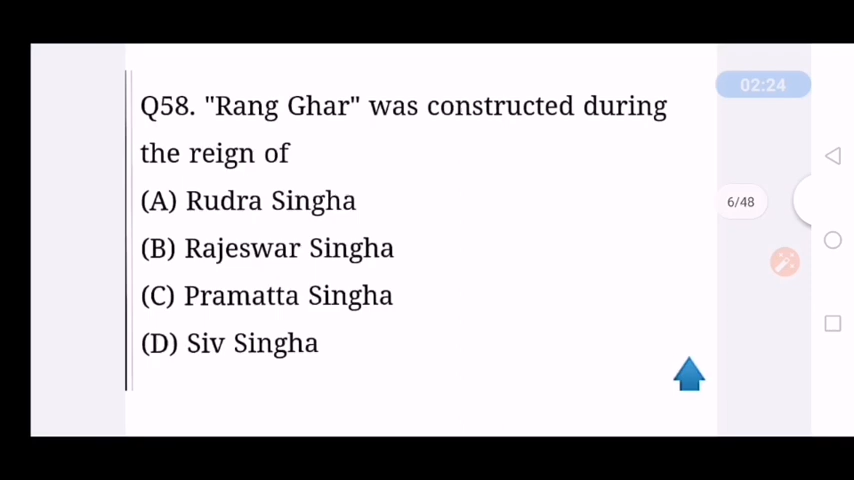 02:24
Q58. "Rang Ghar" was constructed during
the reign of
(A) Rudra Singha
6/48
(B) Rajeswar Singha
(C) Pramatta Singha
(D) Siv Singha